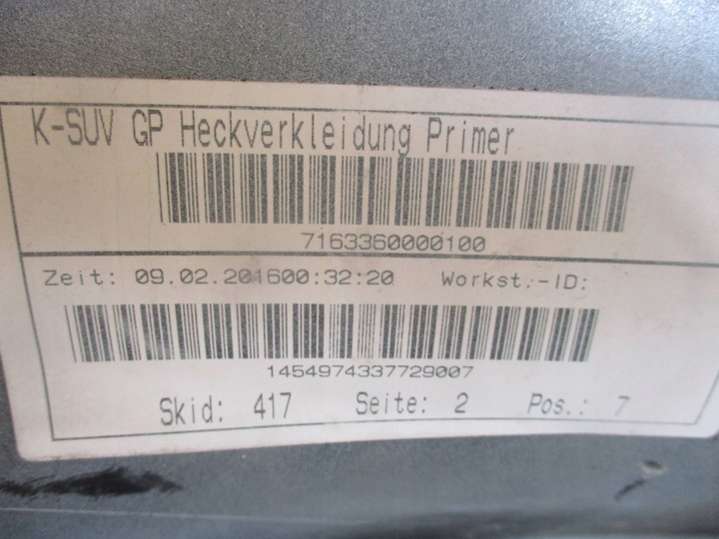 K-SUV GP Heckverkleidung Primer
7163360000100
Zeit: 09.02.201600:32:20 Workst.-ID:
1454974337729007
Skid: 417 Seite: 2 Pos.: 7